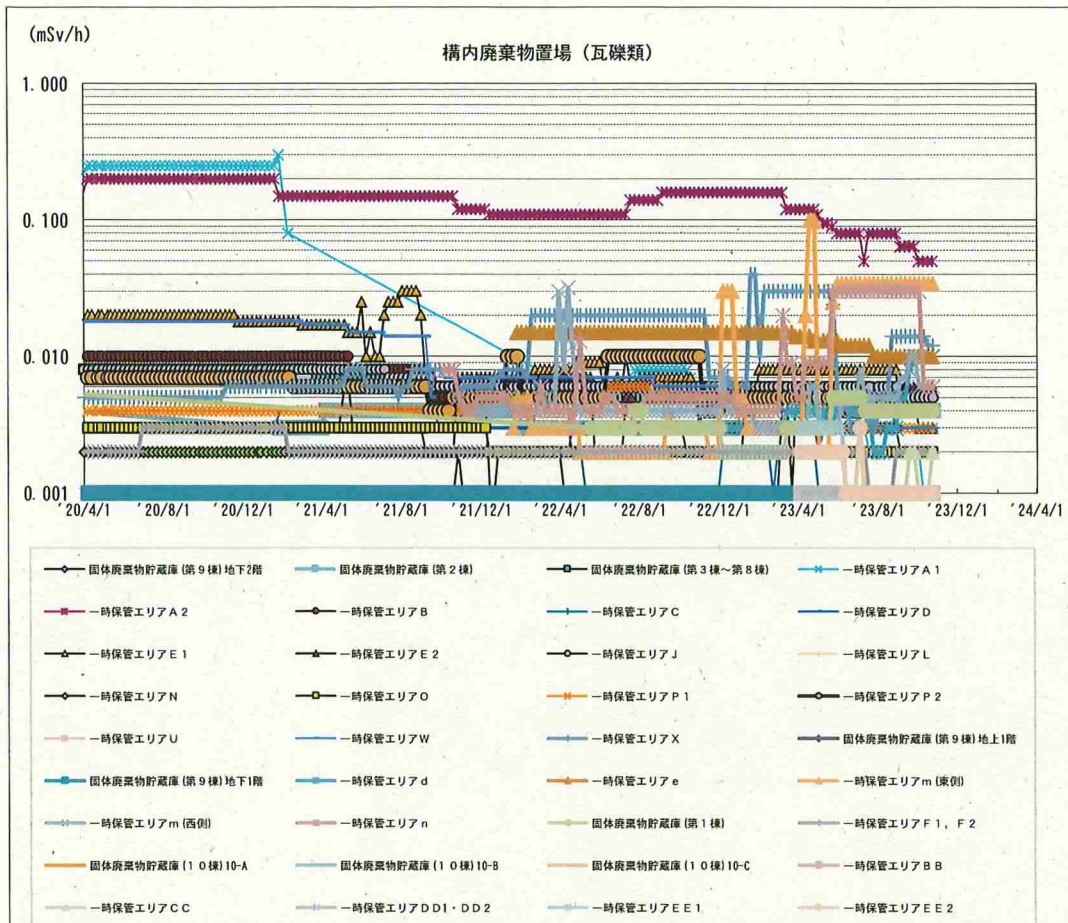 (mSv/h)
構内廃棄物置場（瓦礫類）
1.000
0.100
0.010
0.001
'20/4/1 '20/8/1 '20/12/1 '21/4/1 '21/8/1 '21/12/1 '22/4/1 '22/8/1 '22/12/1 '23/4/1 '23/8/1 '23/12/1 '24/4/1
固体廃棄物貯蔵庫(第9棟)地下2階 固体廃棄物貯蔵庫(第2棟) 固体廃棄物貯蔵庫(第3棟～第8棟) 一時保管エリアA1
一時保管エリアA2 一時保管エリアB 一時保管エリアC 一時保管エリアD
一時保管エリアE1 一時保管エリアE2 一時保管エリアJ 一時保管エリアL
一時保管エリアN 一時保管エリアO 一時保管エリアP1 一時保管エリアP2
一時保管エリアU 一時保管エリアW 一時保管エリアX 固体廃棄物貯蔵庫(第9棟)地上1階
固体廃棄物貯蔵庫(第9棟)地下1階 一時保管エリアd 一時保管エリアe 一時保管エリアm(東側)
一時保管エリアm(西側) 一時保管エリアn 固体廃棄物貯蔵庫(第1棟) 一時保管エリアF1，F2
固体廃棄物貯蔵庫(10棟)10-A 固体廃棄物貯蔵庫(10棟)10-B 固体廃棄物貯蔵庫(10棟)10-C 一時保管エリアBB
一時保管エリアCC 一時保管エリアDD1・DD2 一時保管エリアEE1 一時保管エリアEE2